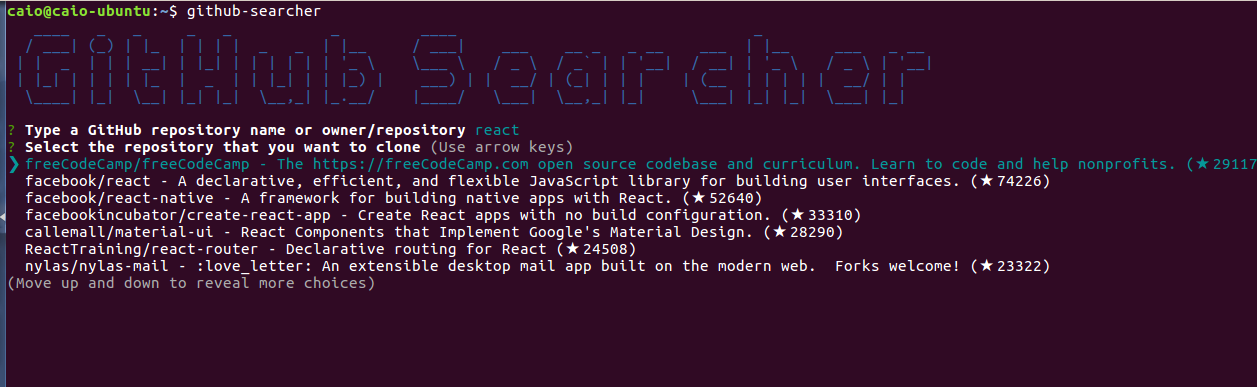 caio@caio-ubuntu:~$ github-searcher
GitHub Searcher
? Type a GitHub repository name or owner/repository react
? Select the repository that you want to clone (Use arrow keys)
❯ freeCodeCamp/freeCodeCamp - The https://freeCodeCamp.com open source codebase and curriculum. Learn to code and help nonprofits. (★29117
facebook/react - A declarative, efficient, and flexible JavaScript library for building user interfaces. (★74226)
facebook/react-native - A framework for building native apps with React. (★52640)
facebookincubator/create-react-app - Create React apps with no build configuration. (★33310)
callemall/material-ui - React Components that Implement Google's Material Design. (★28290)
ReactTraining/react-router - Declarative routing for React (★24508)
nylas/nylas-mail - :love_letter: An extensible desktop mail app built on the modern web.  Forks welcome! (★23322)
(Move up and down to reveal more choices)